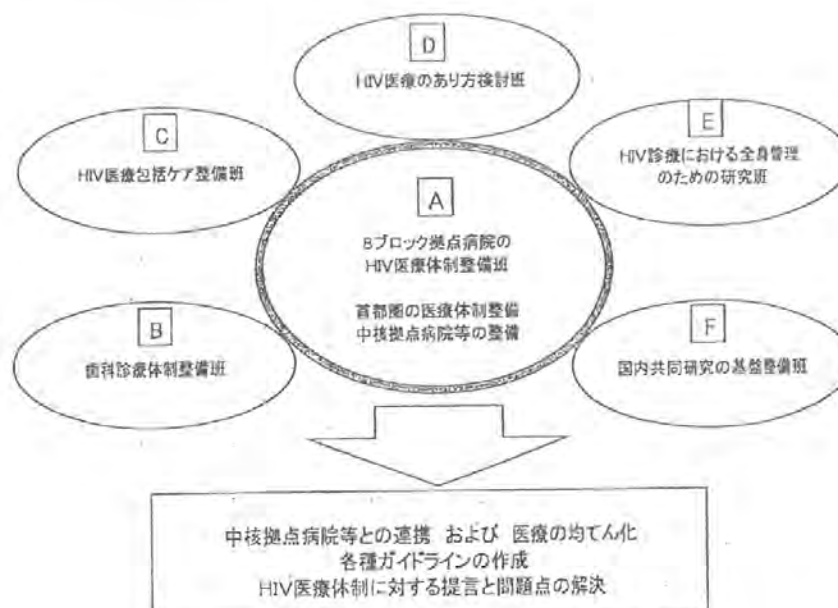 D
HIV医療のあり方検討班
C
HIV医療包括ケア整備班
E
HIV診療における全身管理
のための研究班
A
8ブロック拠点病院の
HIV医療体制整備班
首都圏の医療体制整備
中核拠点病院等の整備
B
歯科診療体制整備班
F
国内共同研究の基盤整備班
中核拠点病院等との連携 および 医療の均てん化
各種ガイドラインの作成
HIV医療体制に対する提言と問題点の解決